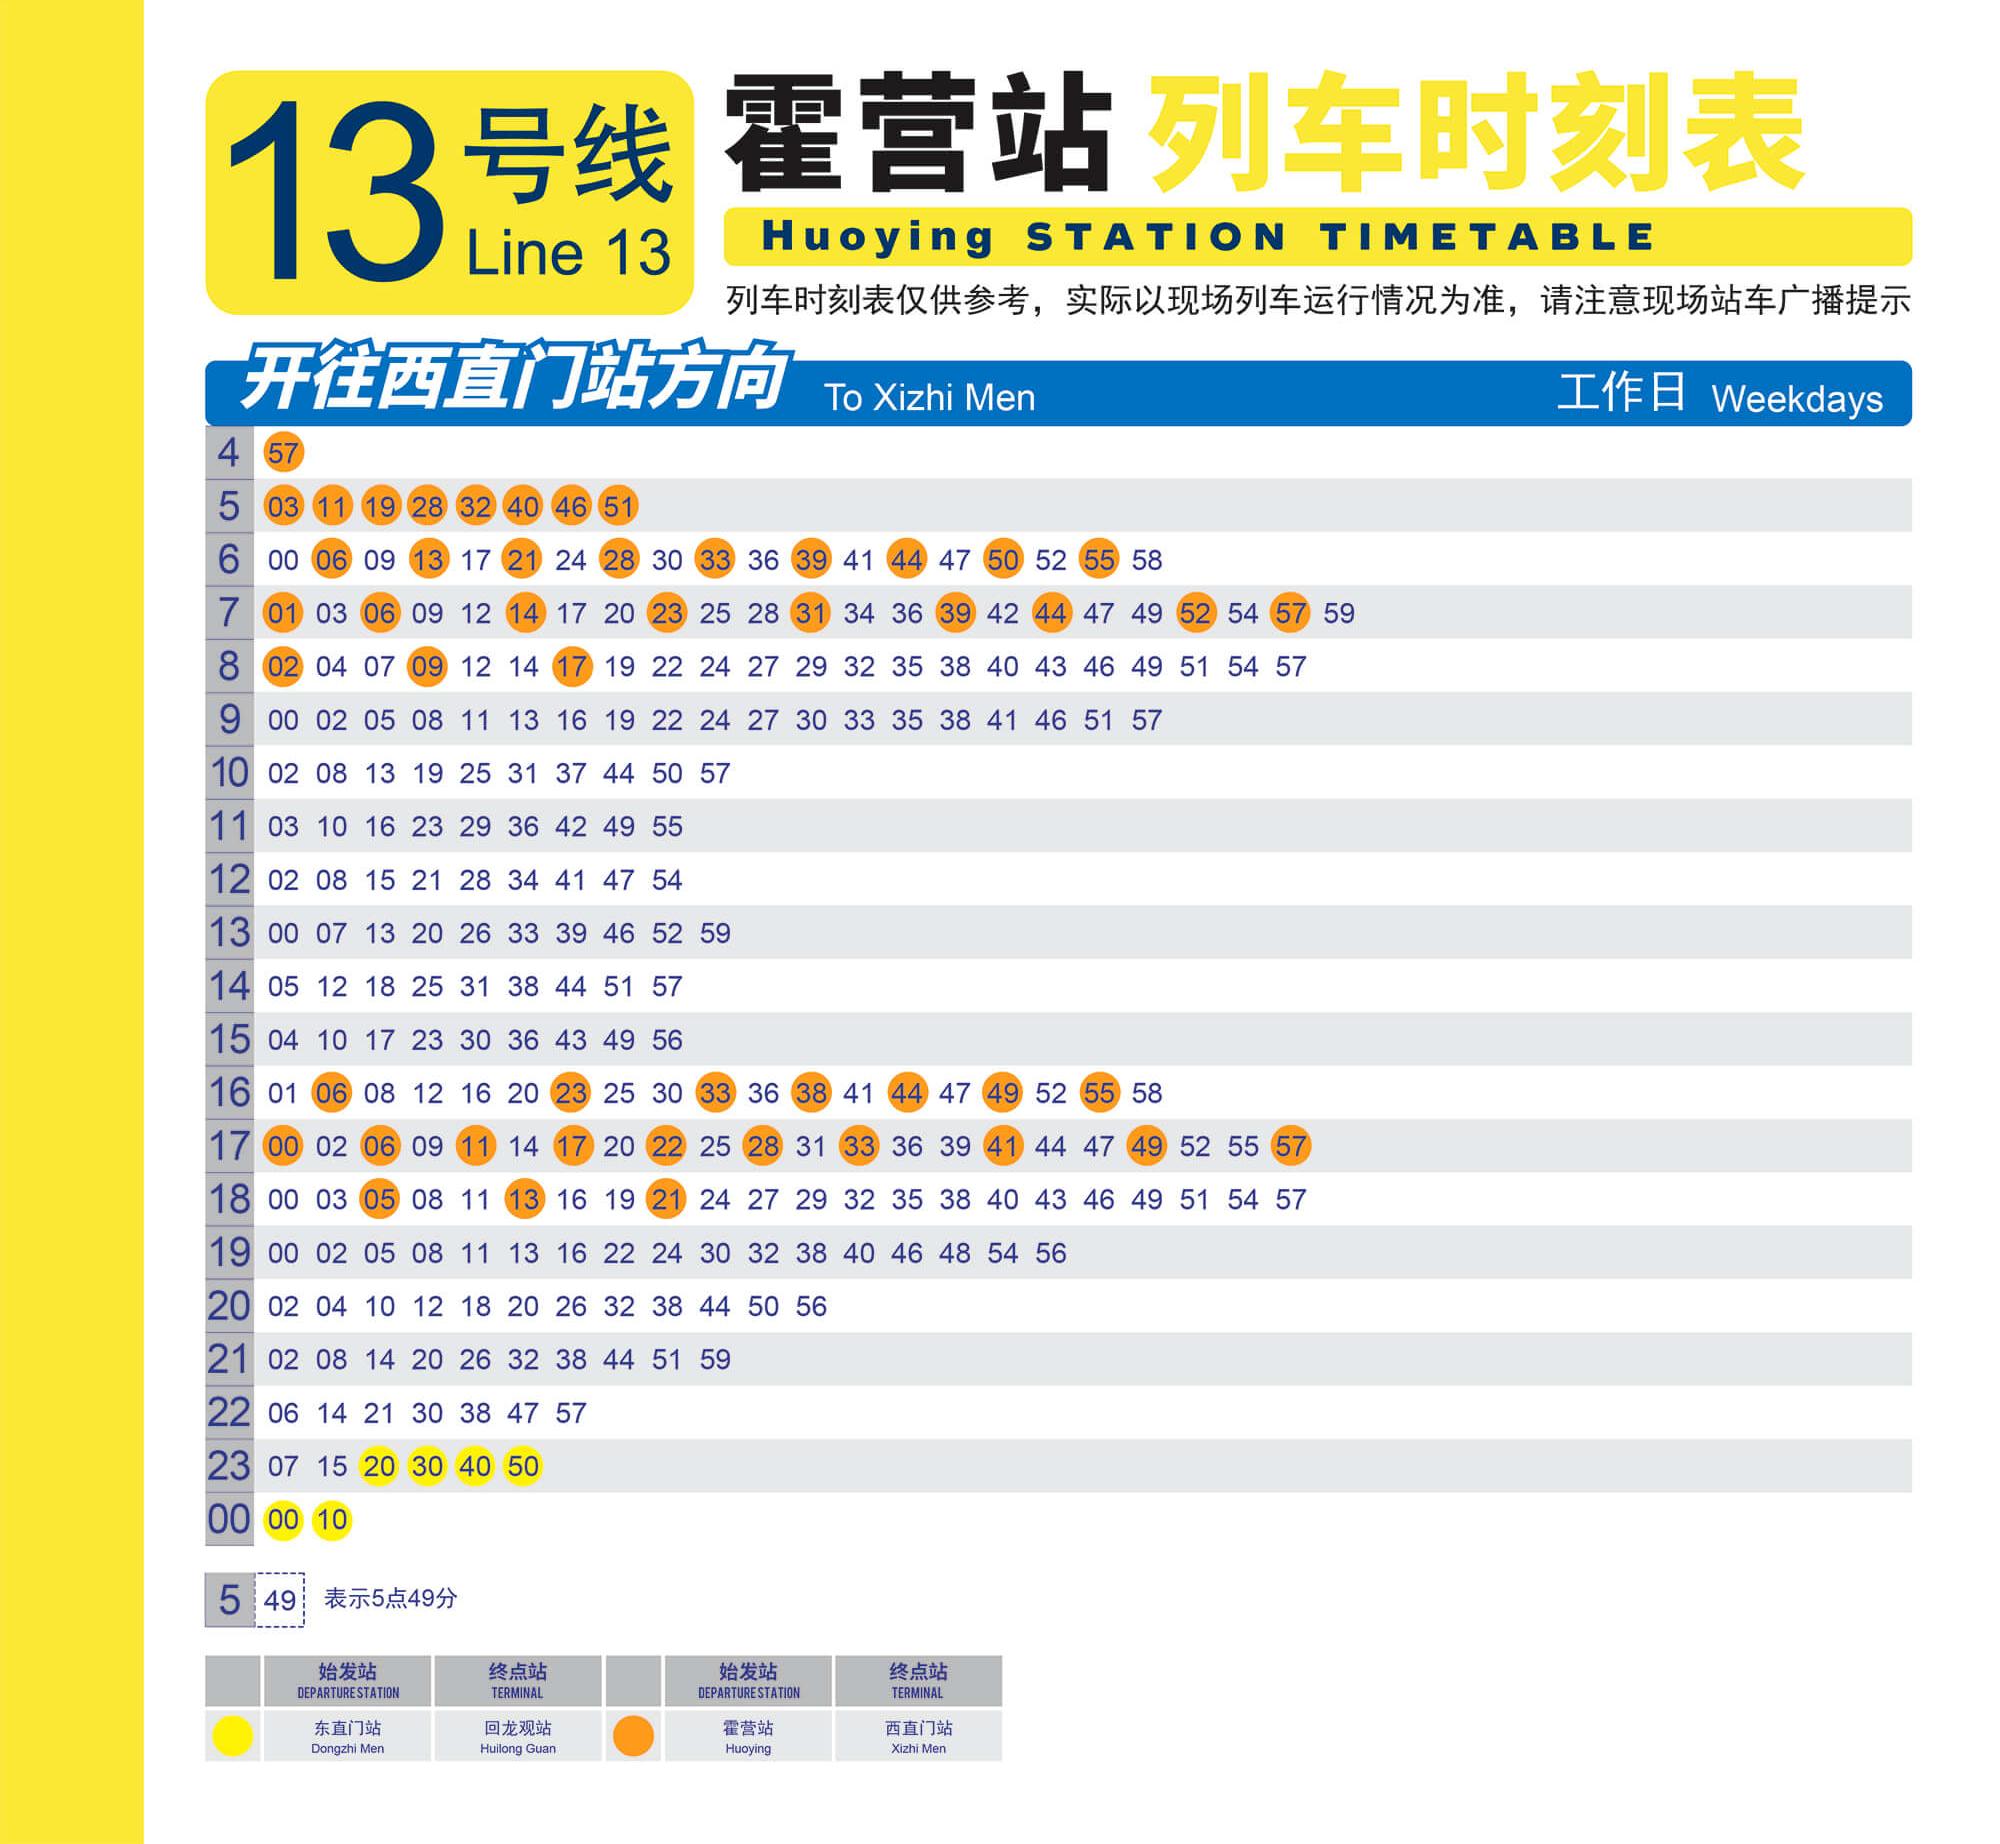 13号线
Line 13
霍营站 列车时刻表
Huoying STATION TIMETABLE
列车时刻表仅供参考，实际以现场列车运行情况为准，请注意现场站车广播提示
开往西直门站方向 To Xizhi Men 工作日 Weekdays
4 57
5 03 11 19 28 32 40 46 51
6 00 06 09 13 17 21 24 28 30 33 36 39 41 44 47 50 52 55 58
7 01 03 06 09 12 14 17 20 23 25 28 31 34 36 39 42 44 47 49 52 54 57 59
8 02 04 07 09 12 14 17 19 22 24 27 29 32 35 38 40 43 46 49 51 54 57
9 00 02 05 08 11 13 16 19 22 24 27 30 33 35 38 41 46 51 57
10 02 08 13 19 25 31 37 44 50 57
11 03 10 16 23 29 36 42 49 55
12 02 08 15 21 28 34 41 47 54
13 00 07 13 20 26 33 39 46 52 59
14 05 12 18 25 31 38 44 51 57
15 04 10 17 23 30 36 43 49 56
16 01 06 08 12 16 20 23 25 30 33 36 38 41 44 47 49 52 55 58
17 00 02 06 09 11 14 17 20 22 25 28 31 33 36 39 41 44 47 49 52 55 57
18 00 03 05 08 11 13 16 19 21 24 27 29 32 35 38 40 43 46 49 51 54 57
19 00 02 05 08 11 13 16 22 24 30 32 38 40 46 48 54 56
20 02 04 10 12 18 20 26 32 38 44 50 56
21 02 08 14 20 26 32 38 44 51 59
22 06 14 21 30 38 47 57
23 07 15 20 30 40 50
00 00 10
5 49 表示5点49分
始发站 终点站 始发站 终点站
DEPARTURE STATION TERMINAL DEPARTURE STATION TERMINAL
东直门站 回龙观站 霍营站 西直门站
Dongzhi Men Huilong Guan Huoying Xizhi Men